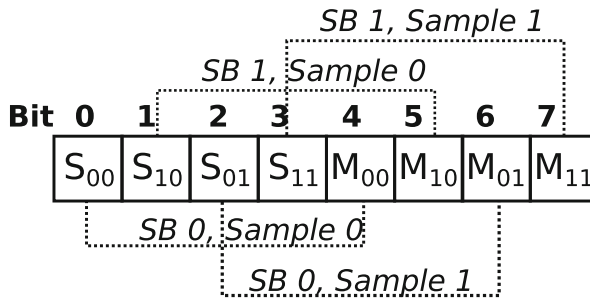 SB 1, Sample 1
SB 1, Sample 0
Bit 0 1 2 3 4 5 6 7
S00 S10 S01 S11 M00 M10 M01 M11
SB 0, Sample 0
SB 0, Sample 1